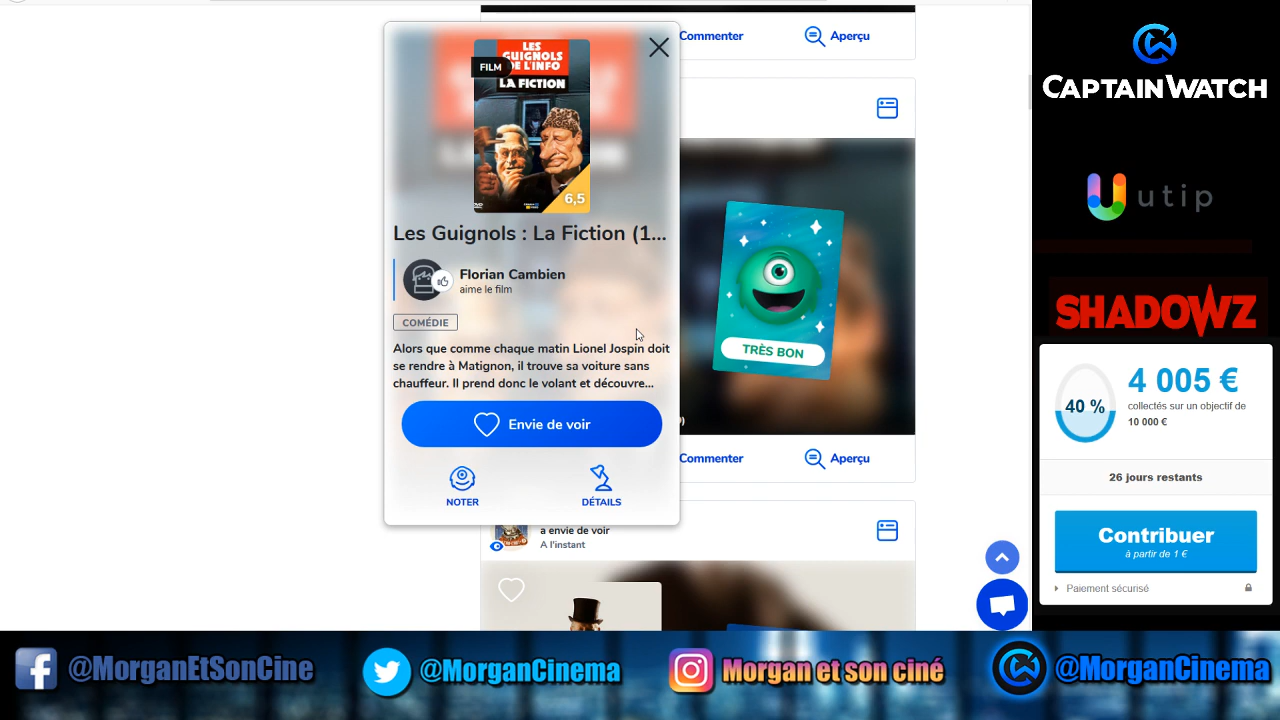 Commenter
Aperçu
FILM
LES
GUIGNOLS
DE L'INFO
LA FICTION
6,5
Les Guignols : La Fiction (1...
Florian Cambien
aime le film
COMÉDIE
Alors que comme chaque matin Lionel Jospin doit
se rendre à Matignon, il trouve sa voiture sans
chauffeur. Il prend donc le volant et découvre...
Envie de voir
NOTER
DÉTAILS
TRÈS BON
Commenter
Aperçu
a envie de voir
A l'instant
CAPTAINWATCH
utip
SHADOWZ
40 %
4 005 €
collectés sur un objectif de
10 000 €
26 jours restants
Contribuer
à partir de 1 €
Paiement sécurisé
@MorganEtSonCine
@MorganCinema
Morgan et son ciné
@MorganCinema